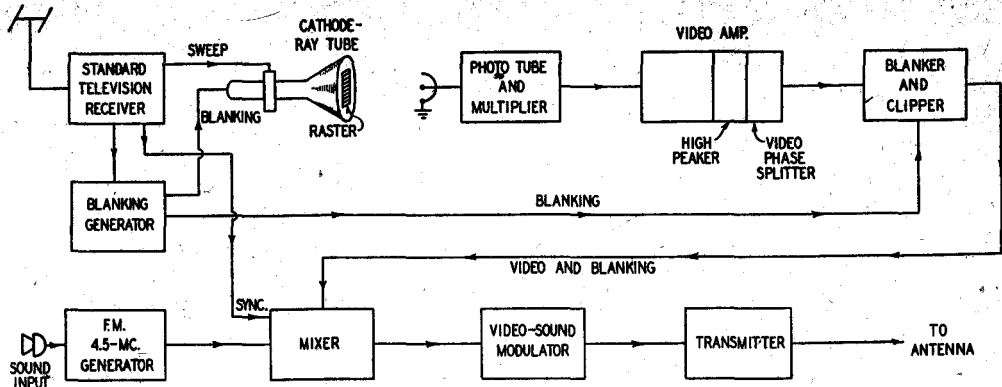 CATHODE-
RAY TUBE
SWEEP
STANDARD
TELEVISION
RECEIVER
BLANKING
RASTER
PHOTO TUBE
AND
MULTIPLIER
VIDEO AMP.
HIGH
PEAKER
VIDEO
PHASE
SPLITTER
BLANKER
AND
CLIPPER
BLANKING
GENERATOR
BLANKING
VIDEO AND BLANKING
SYNC.
SOUND
INPUT
F.M.
4.5-MC.
GENERATOR
MIXER
VIDEO-SOUND
MODULATOR
TRANSMITTER
TO
ANTENNA